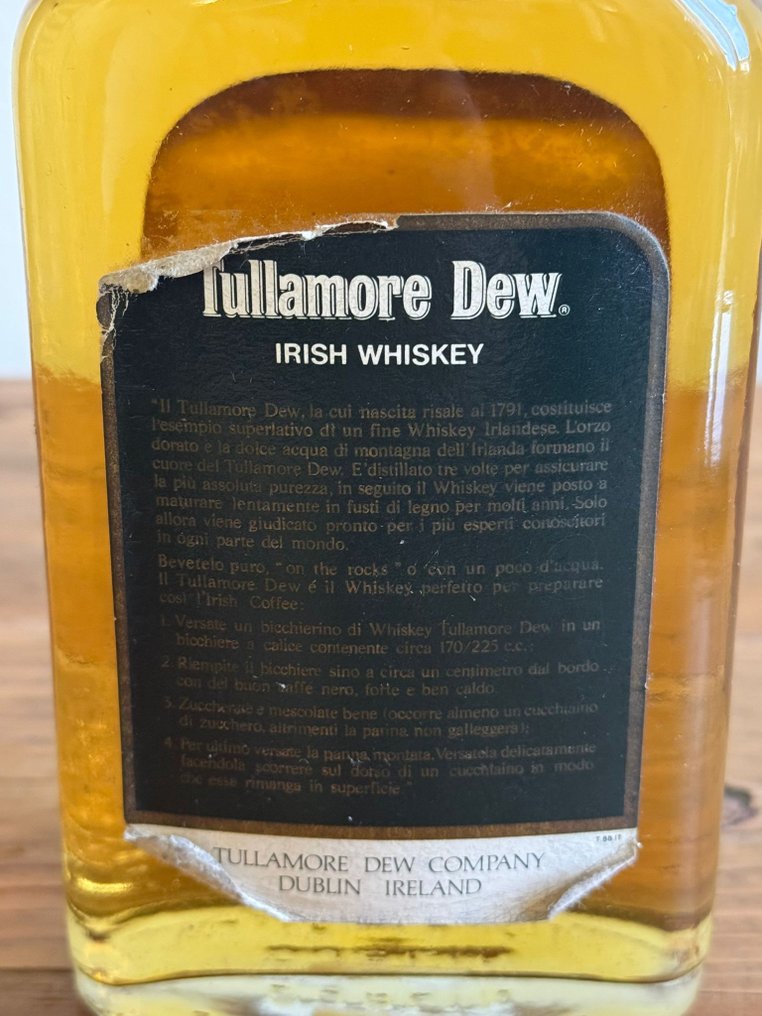 Tullamore Dew®
IRISH WHISKEY
"Il Tullamore Dew, la cui nascita risale al 1791, costituisce
l'esempio superlativo di un fine Whiskey Irlandese. L'orzo
dorato e la dolce acqua di montagna dell'Irlanda formano il
cuore del Tullamore Dew. E'distillato tre volte per assicurare
la più assoluta purezza, in seguito il Whiskey viene posto a
maturare lentamente in fusti di legno per molti anni. Solo
allora viene giudicato pronto per i più esperti conoscitori
in ogni parte del mondo.
Bevetelo puro, "on the rocks" o con un poco d'acqua.
Il Tullamore Dew é il Whiskey perfetto per preparare
così l'Irish Coffee:
1. Versate un bicchierino di Whiskey Tullamore Dew in un
bicchiere a calice contenente circa 170/225 c.c.;
2. Riempite il bicchiere sino a circa un centimetro dal bordo
con del buon caffè nero, forte e ben caldo.
3. Zuccherate e mescolate bene (occorre almeno un cucchiaino
di zucchero, altrimenti la panna non galleggerà);
4. Per ultimo versate la panna montata. Versatela delicatamente
facendola scorrere sul dorso di un cucchiaino in modo
che esse rimanga in superficie."
TULLAMORE DEW COMPANY
DUBLIN IRELAND